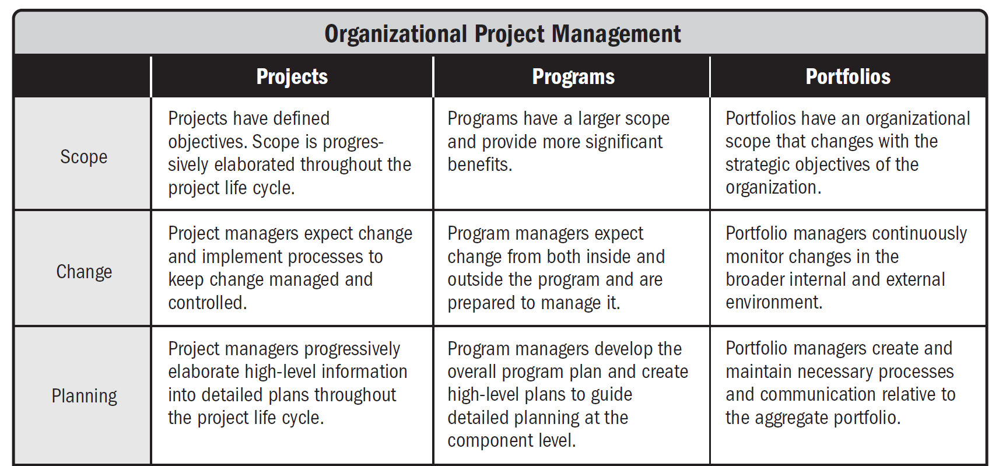 Organizational Project Management
Projects
Programs
Portfolios
Scope
Projects have defined
objectives. Scope is progres-
sively elaborated throughout the
project life cycle.
Programs have a larger scope
and provide more significant
benefits.
Portfolios have an organizational
scope that changes with the
strategic objectives of the
organization.
Change
Project managers expect change
and implement processes to
keep change managed and
controlled.
Program managers expect
change from both inside and
outside the program and are
prepared to manage it.
Portfolio managers continuously
monitor changes in the
broader internal and external
environment.
Planning
Project managers progressively
elaborate high-level information
into detailed plans throughout
the project life cycle.
Program managers develop the
overall program plan and create
high-level plans to guide
detailed planning at the
component level.
Portfolio managers create and
maintain necessary processes
and communication relative to
the aggregate portfolio.